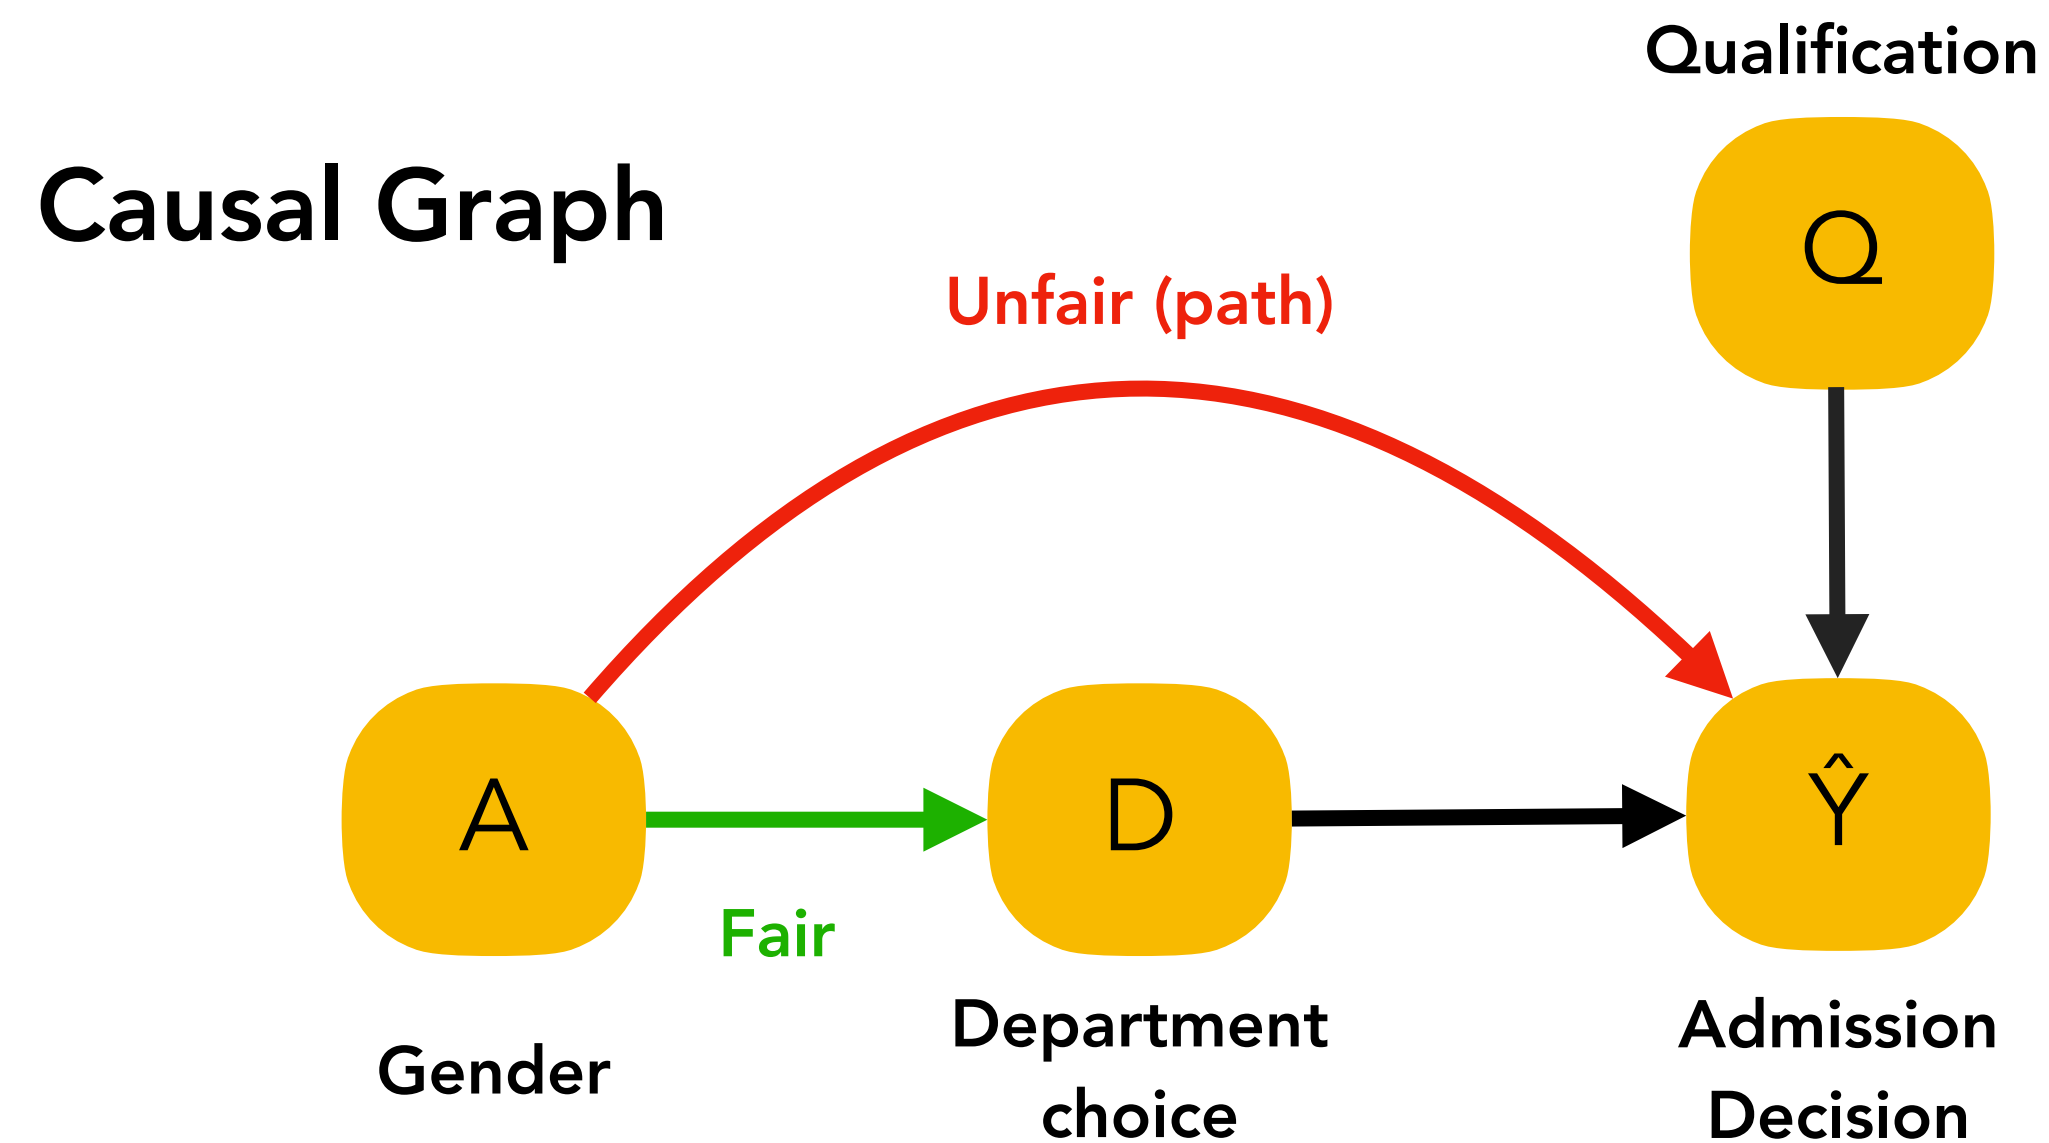 Qualification
Causal Graph
Q
Unfair (path)
A
D
Ŷ
Fair
Gender
Department
choice
Admission
Decision